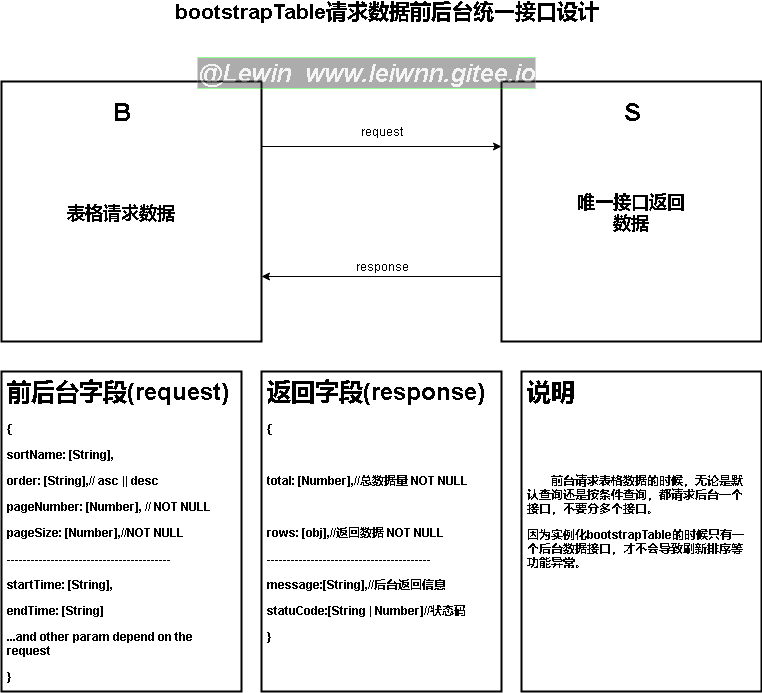 bootstrapTable请求数据前后台统一接口设计
@Lewin www.leiwnn.gitee.io
B
表格请求数据
request
response
S
唯一接口返回
数据
前后台字段(request)
{
sortName: [String],
order: [String],// asc || desc
pageNumber: [Number], // NOT NULL
pageSize: [Number],//NOT NULL
-----------------------------------------
startTime: [String],
endTime: [String]
...and other param depend on the
request
}
返回字段(response)
{
total: [Number],//总数据量 NOT NULL
rows: [obj],//返回数据 NOT NULL
-----------------------------------------
message:[String],//后台返回信息
statuCode:[String | Number]//状态码
}
说明
前台请求表格数据的时候，无论是默
认查询还是按条件查询，都请求后台一个
接口，不要分多个接口。
因为实例化bootstrapTable的时候只有一
个后台数据接口，才不会导致刷新排序等
功能异常。